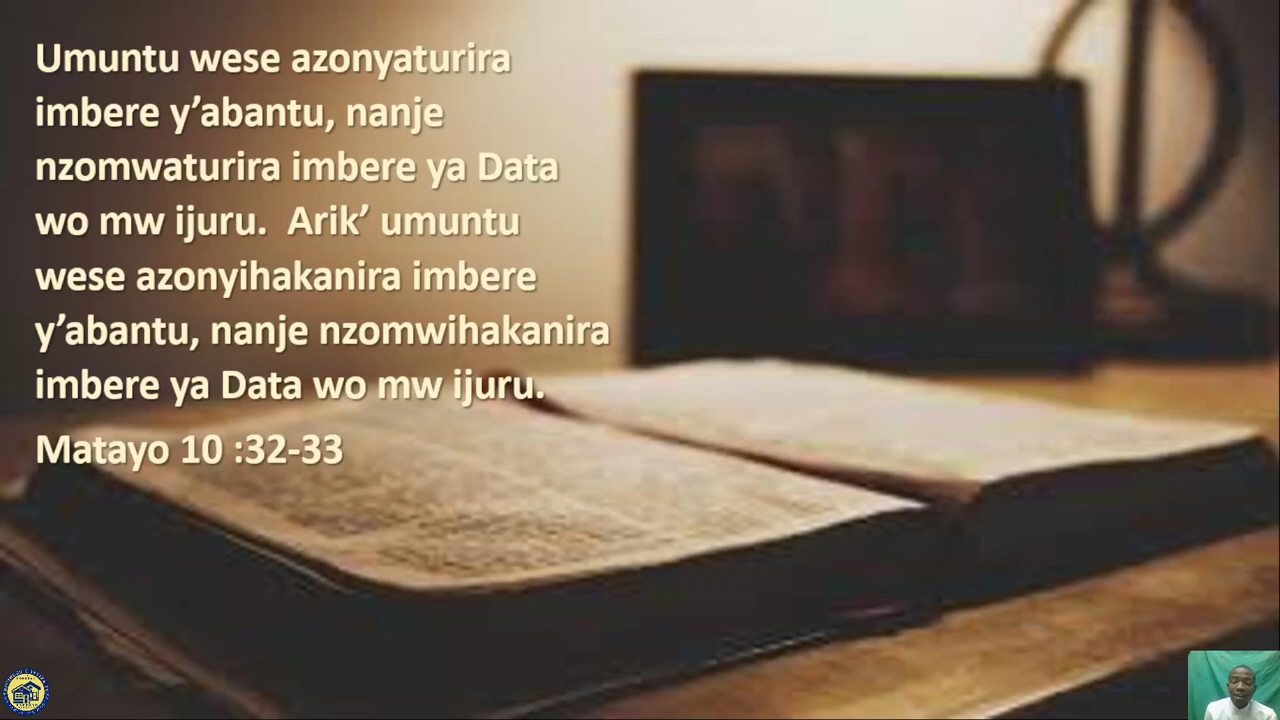 Umuntu wese azonyaturira
imbere y’abantu, nanje
nzomwaturira imbere ya Data
wo mw ijuru.  Arik’ umuntu
wese azonyihakanira imbere
y’abantu, nanje nzomwihakanira
imbere ya Data wo mw ijuru.
Matayo 10 :32-33